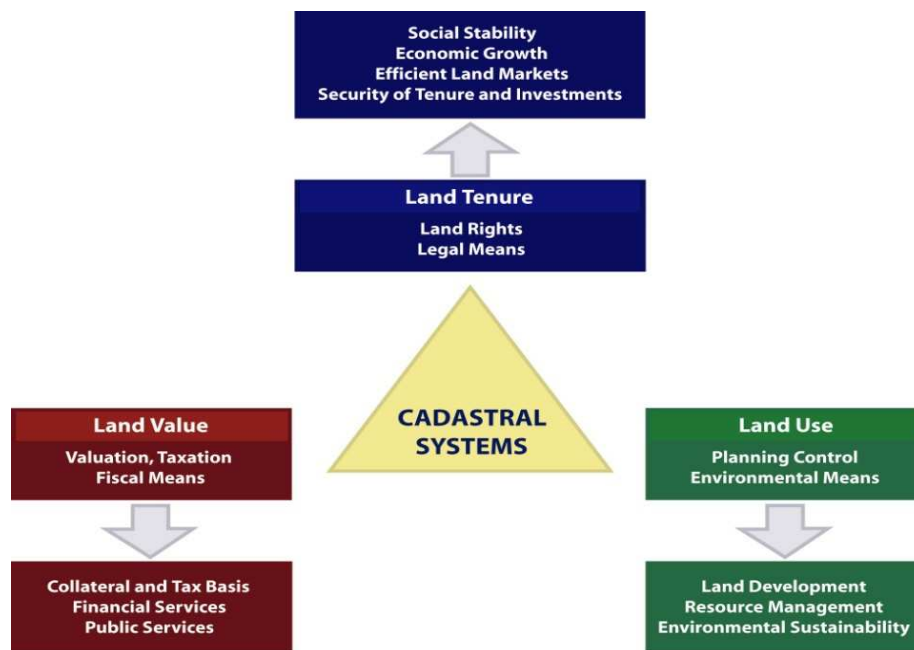 Social Stability
Economic Growth
Efficient Land Markets
Security of Tenure and Investments
Land Tenure
Land Rights
Legal Means
CADASTRAL
SYSTEMS
Land Value
Valuation, Taxation
Fiscal Means
Collateral and Tax Basis
Financial Services
Public Services
Land Use
Planning Control
Environmental Means
Land Development
Resource Management
Environmental Sustainability